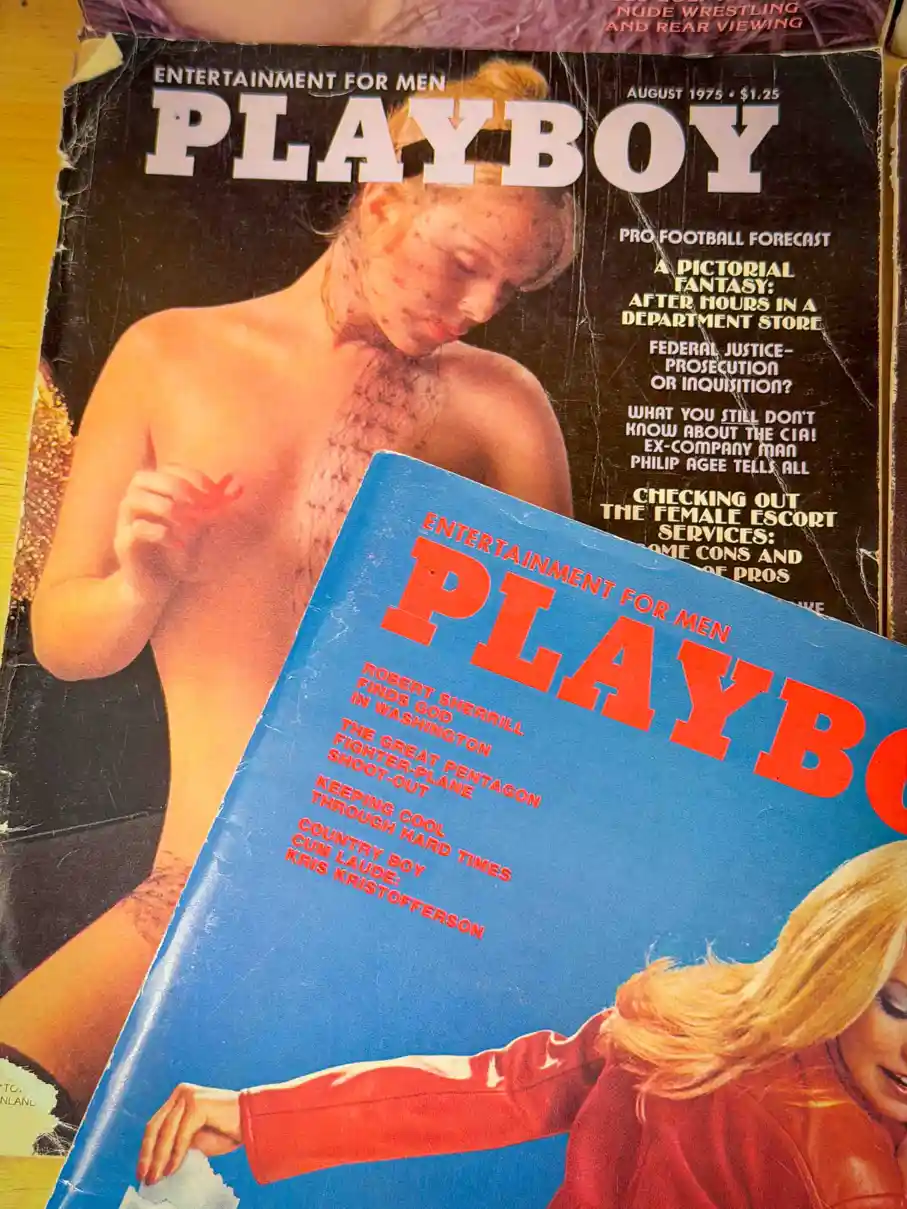 NUDE WRESTLING
AND REAR VIEWING
ENTERTAINMENT FOR MEN
AUGUST 1975 • $1.25
PLAYBOY
PRO FOOTBALL FORECAST
A PICTORIAL
FANTASY:
AFTER HOURS IN A
DEPARTMENT STORE
FEDERAL JUSTICE–
PROSECUTION
OR INQUISITION?
WHAT YOU STILL DON'T
KNOW ABOUT THE CIA!
EX-COMPANY MAN
PHILIP AGEE TELLS ALL
CHECKING OUT
THE FEMALE ESCORT
SERVICES:
OME CONS AND
OF PROS
ENTERTAINMENT FOR MEN
PLAYBO
ROBERT SHERRILL
FINDS GOD
IN WASHINGTON
THE GREAT PENTAGON
FIGHTER-PLANE
SHOOT-OUT
KEEPING COOL
THROUGH HARD TIMES
COUNTRY BOY
CUM LAUDE:
KRIS KRISTOFFERSON
NLAND